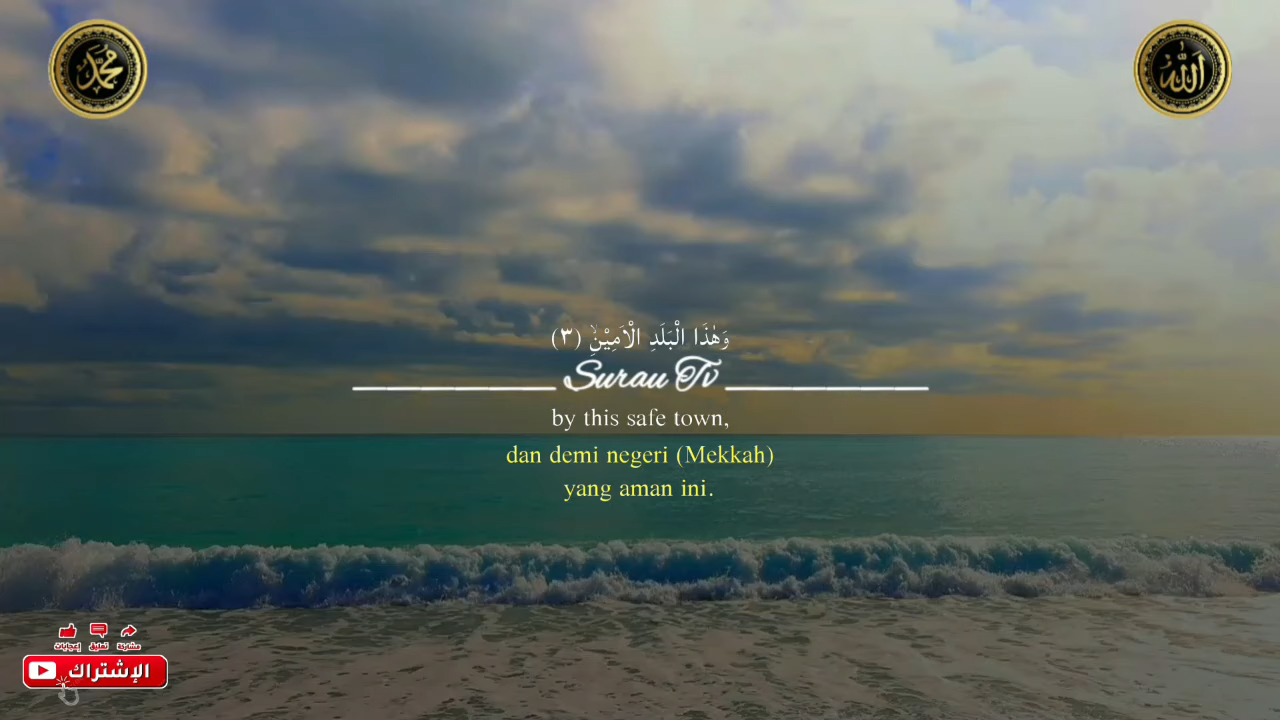 محمد
الله
وَهٰذَا الْبَلَدِ الْاَمِيْنِۙ (٣)
Surau Tv
by this safe town,
dan demi negeri (Mekkah)
yang aman ini.
إعجابات تعليق مشاركة
الإشتراك